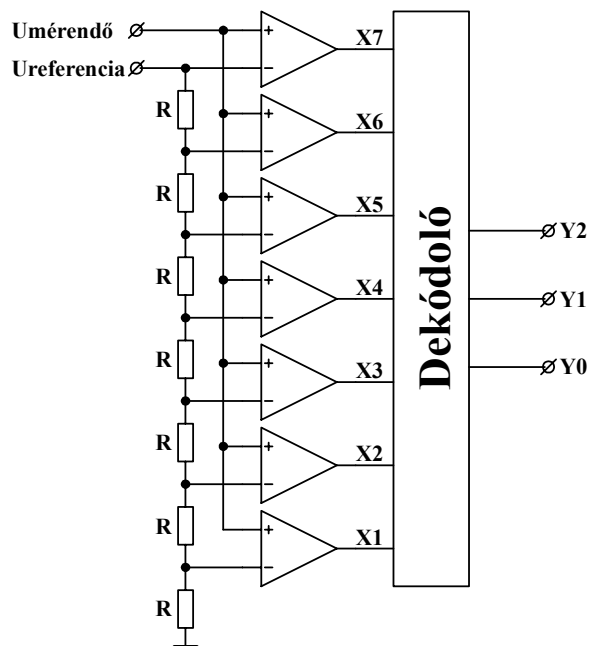 Umérendő
Ureferencia
R
R
R
R
R
R
R
+
−
+
−
+
−
+
−
+
−
+
−
+
−
X7
X6
X5
X4
X3
X2
X1
Dekódoló
Y2
Y1
Y0